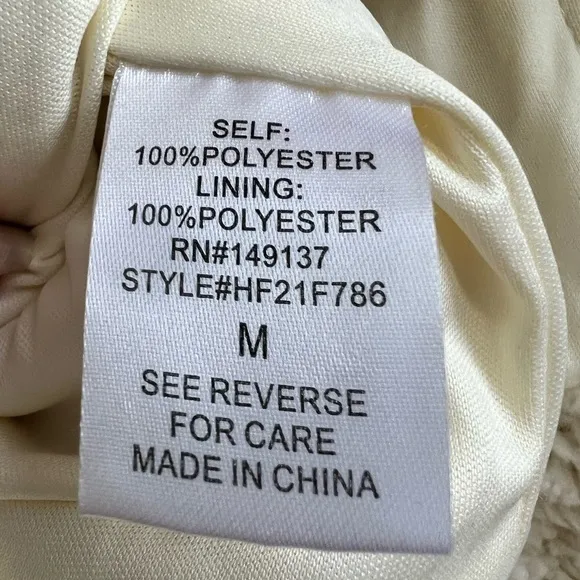 SELF:
100%POLYESTER
LINING:
100%POLYESTER
RN#149137
STYLE#HF21F786
M
SEE REVERSE
FOR CARE
MADE IN CHINA